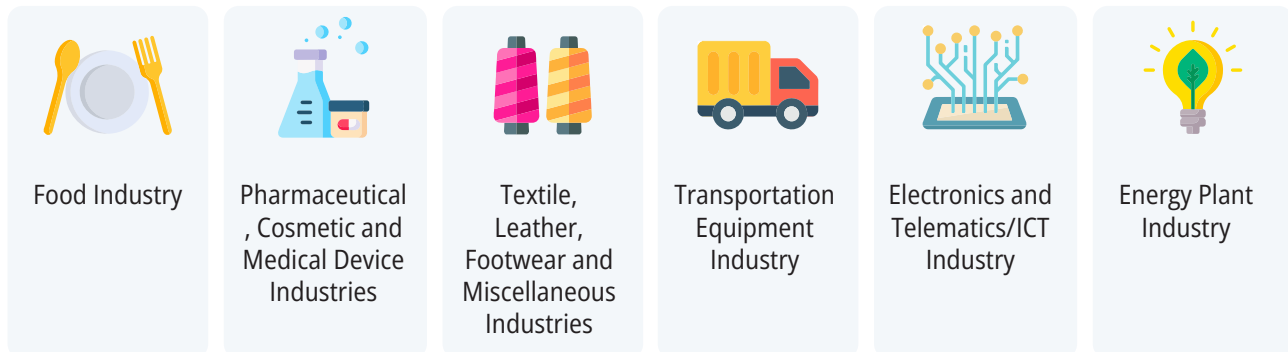 Food Industry
Pharmaceutical
, Cosmetic and
Medical Device
Industries
Textile,
Leather,
Footwear and
Miscellaneous
Industries
Transportation
Equipment
Industry
Electronics and
Telematics/ICT
Industry
Energy Plant
Industry